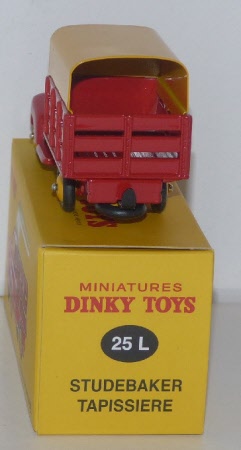 MINIATURES
DINKY TOYS
25 L
STUDEBAKER
TAPISSIERE